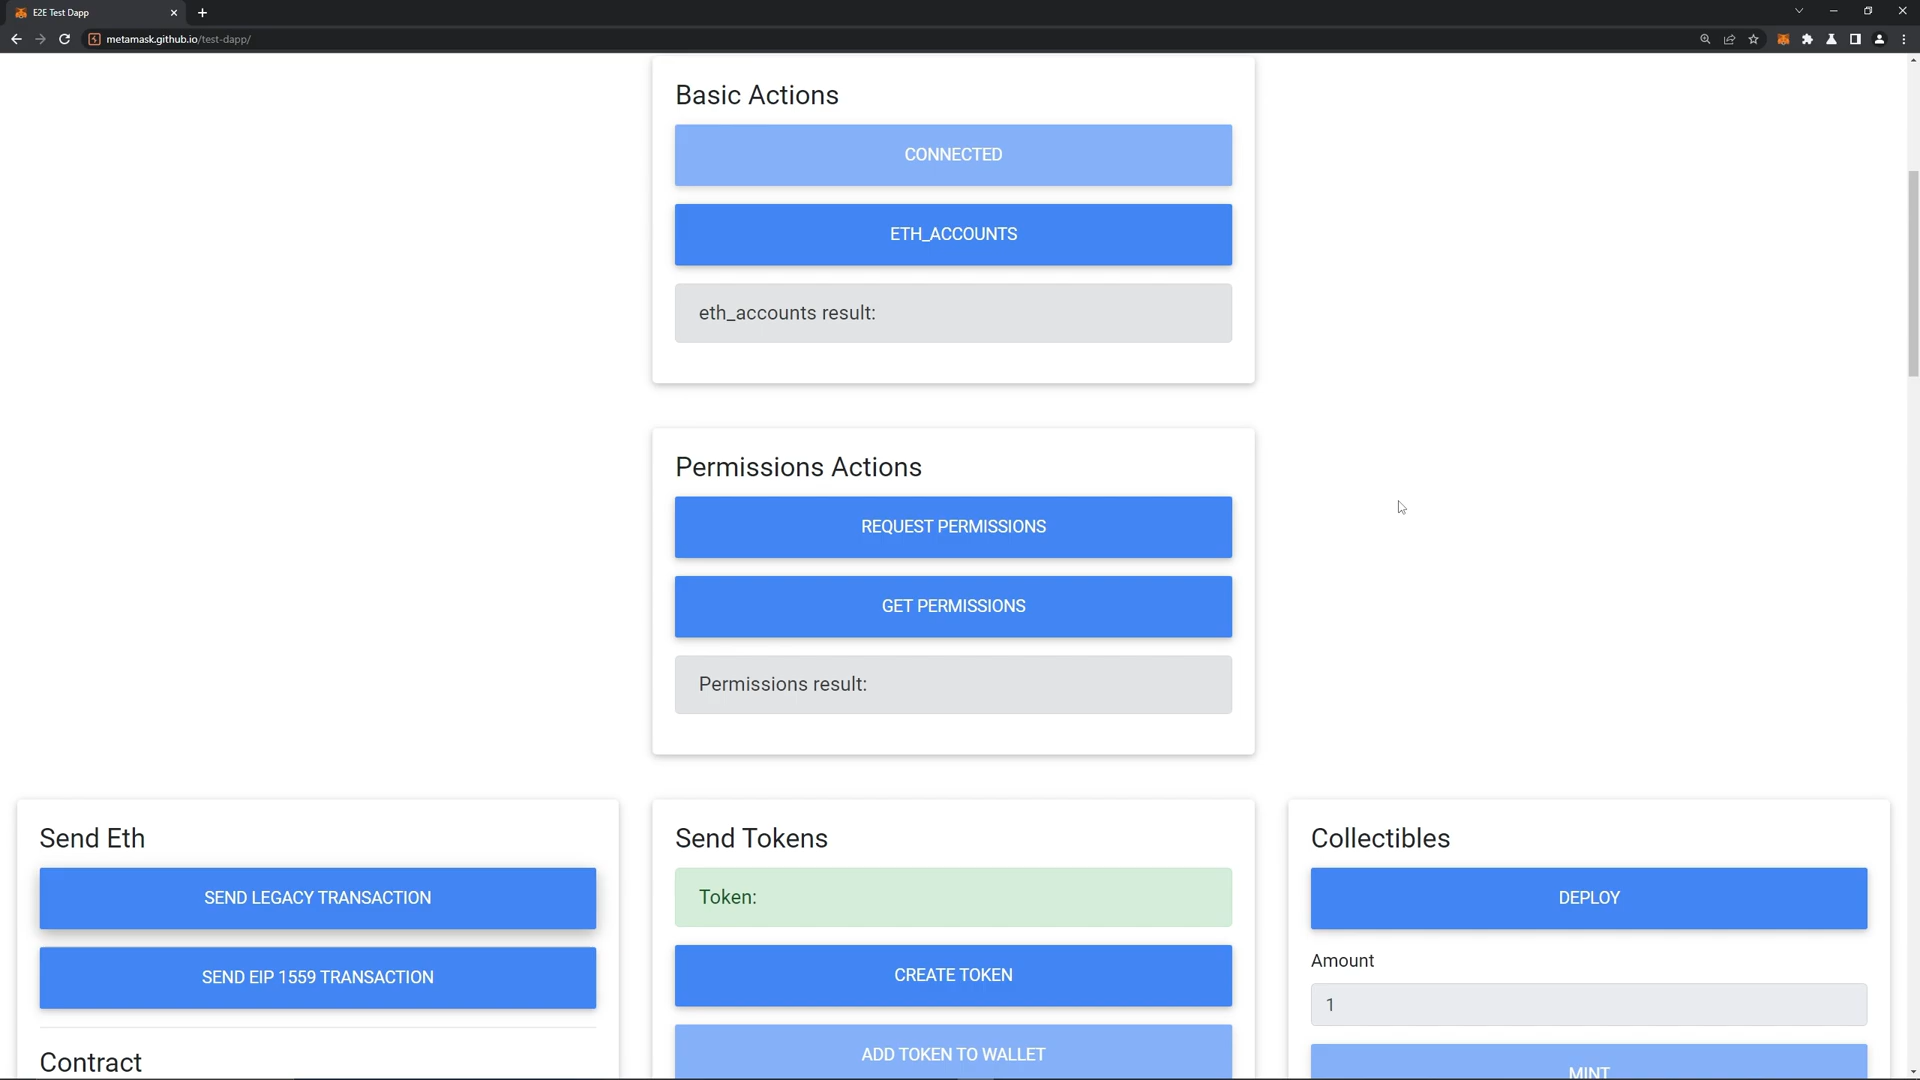 E2E Test Dapp
metamask.github.io/test-dapp/
Basic Actions
CONNECTED
ETH_ACCOUNTS
eth_accounts result:
Permissions Actions
REQUEST PERMISSIONS
GET PERMISSIONS
Permissions result:
Send Eth
SEND LEGACY TRANSACTION
SEND EIP 1559 TRANSACTION
Contract
Send Tokens
Token:
CREATE TOKEN
ADD TOKEN TO WALLET
Collectibles
DEPLOY
Amount
1
MINT